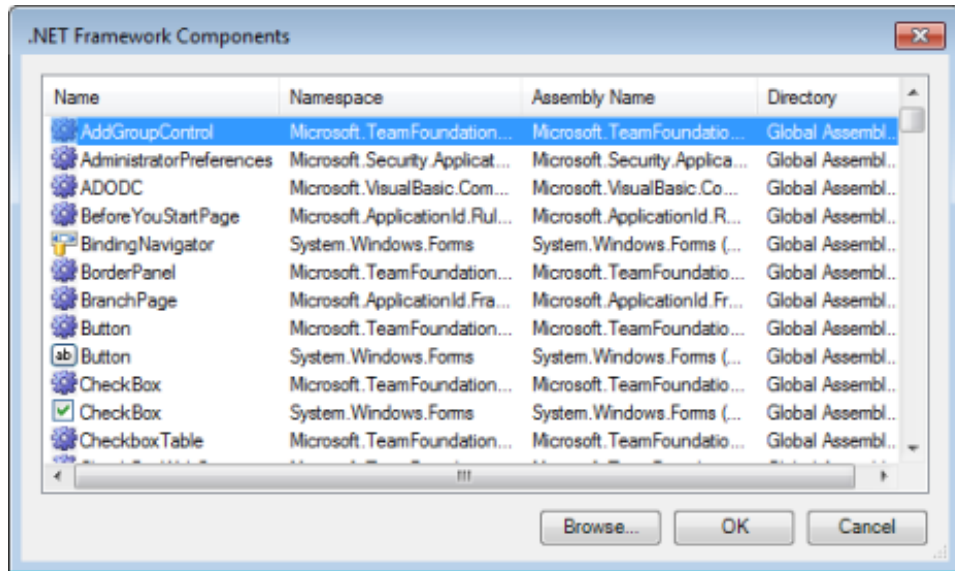 .NET Framework Components
Name Namespace Assembly Name Directory
AddGroupControl Microsoft.TeamFoundation... Microsoft.TeamFoundatio... Global Assembl...
AdministratorPreferences Microsoft.Security.Applicat... Microsoft.Security.Applica... Global Assembl...
ADODC Microsoft.VisualBasic.Com... Microsoft.VisualBasic.Co... Global Assembl...
BeforeYouStartPage Microsoft.ApplicationId.Rul... Microsoft.ApplicationId.R... Global Assembl...
BindingNavigator System.Windows.Forms System.Windows.Forms (... Global Assembl...
BorderPanel Microsoft.TeamFoundation... Microsoft.TeamFoundatio... Global Assembl...
BranchPage Microsoft.ApplicationId.Fra... Microsoft.ApplicationId.Fr... Global Assembl...
Button Microsoft.TeamFoundation... Microsoft.TeamFoundatio... Global Assembl...
ab Button System.Windows.Forms System.Windows.Forms (... Global Assembl...
CheckBox Microsoft.TeamFoundation... Microsoft.TeamFoundatio... Global Assembl...
CheckBox System.Windows.Forms System.Windows.Forms (... Global Assembl...
CheckboxTable Microsoft.TeamFoundation... Microsoft.TeamFoundatio... Global Assembl...
Browse... OK Cancel